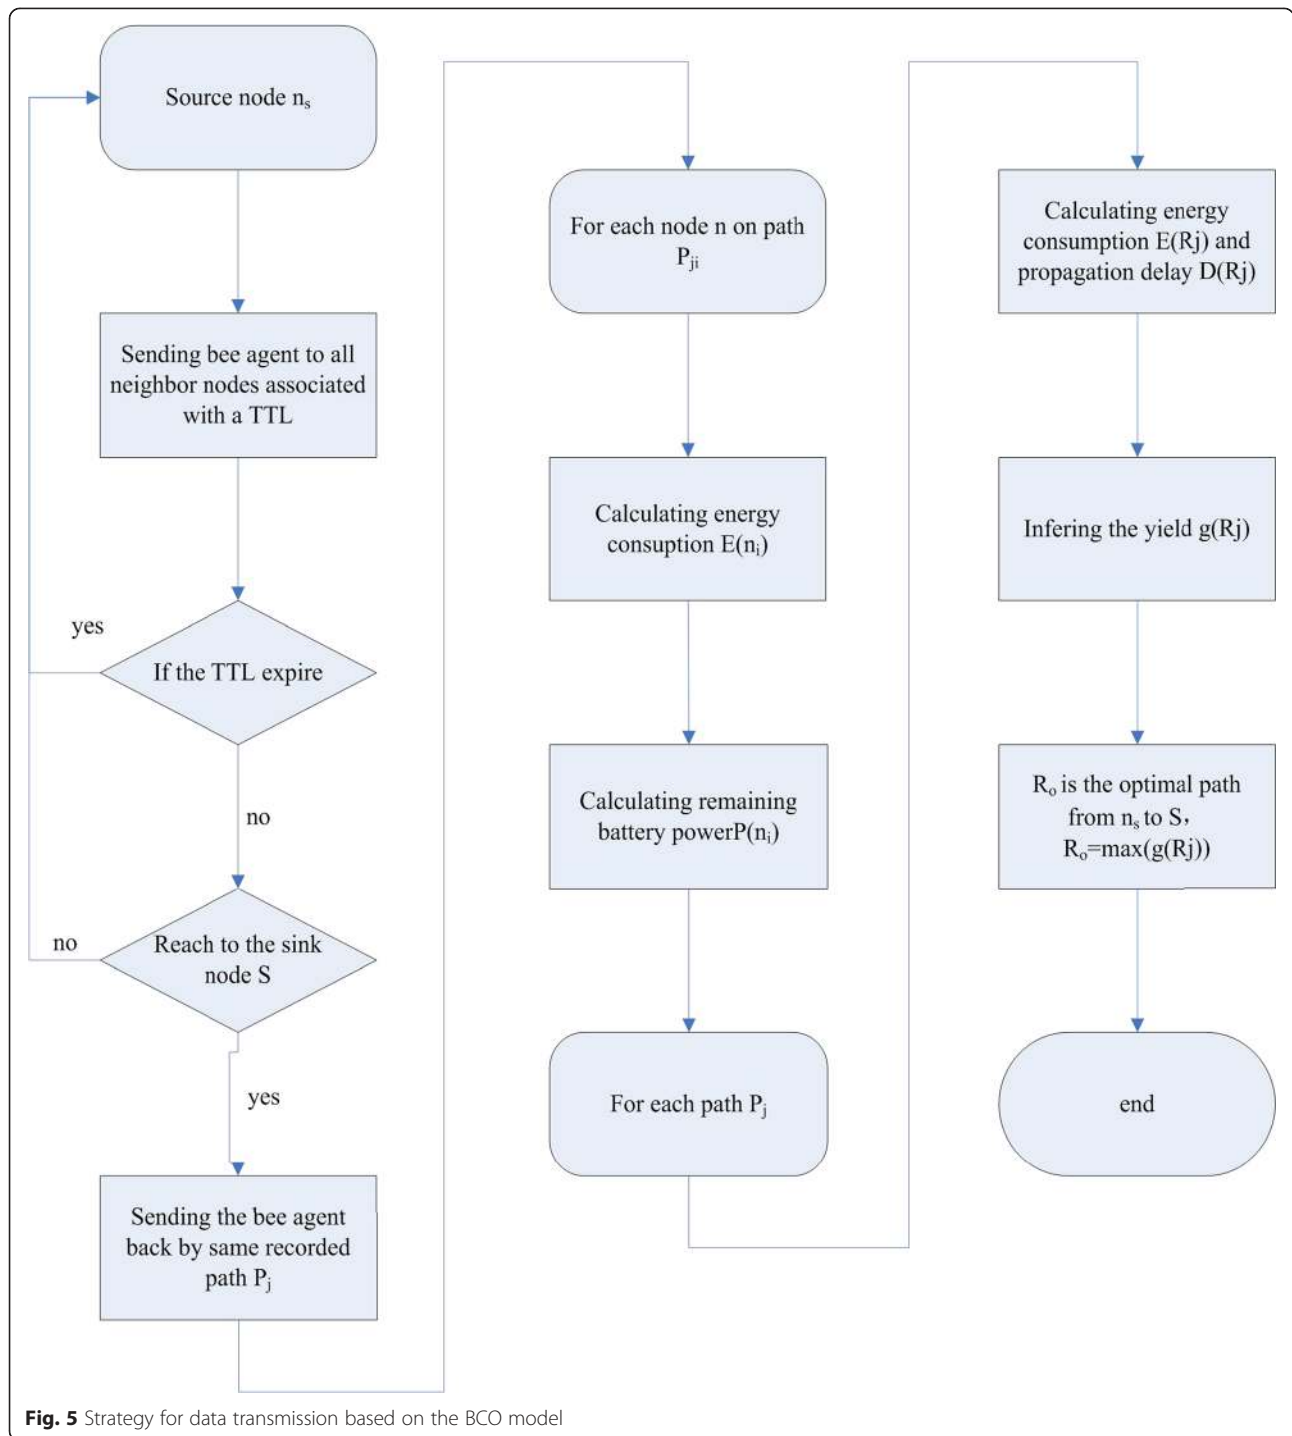 Source node nₛ
Sending bee agent to all
neighbor nodes associated
with a TTL
yes
If the TTL expire
no
no
Reach to the sink
node S
yes
Sending the bee agent
back by same recorded
path Pⱼ
For each node n on path
Pⱼᵢ
Calculating energy
consuption E(nᵢ)
Calculating remaining
battery powerP(nᵢ)
For each path Pⱼ
Calculating energy
consumption E(Rj) and
propagation delay D(Rj)
Infering the yield g(Rj)
Rₒ is the optimal path
from nₛ to S，
Rₒ=max(g(Rj))
end
Fig. 5 Strategy for data transmission based on the BCO model